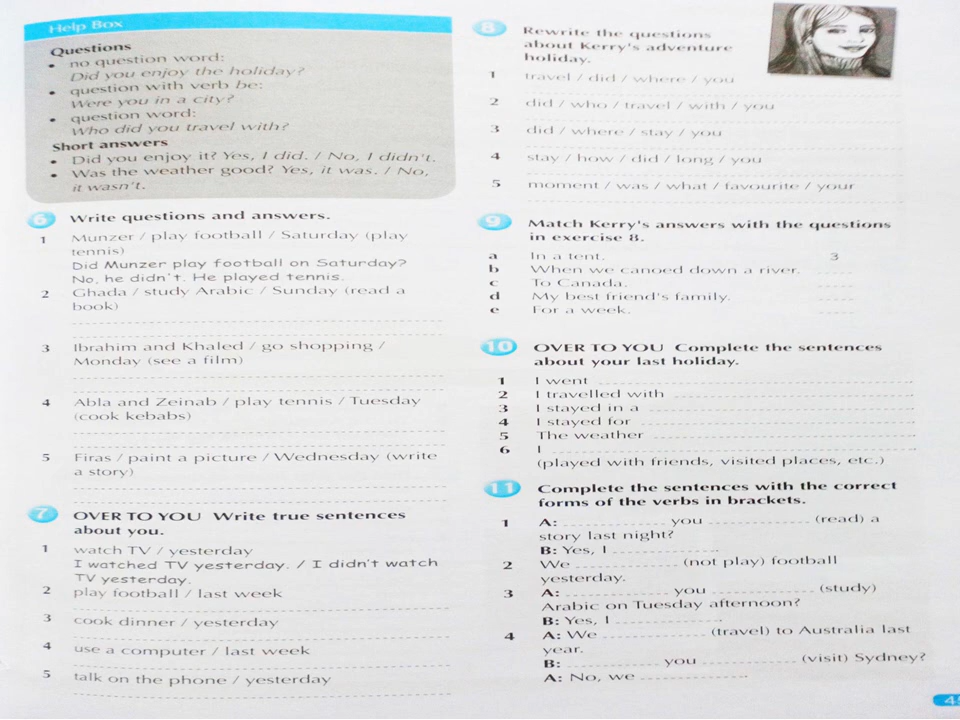 Help Box
Questions
• no question word:
Did you enjoy the holiday?
• question with verb be:
Were you in a city?
• question word:
Who did you travel with?
Short answers
• Did you enjoy it? Yes, I did. / No, I didn't.
• Was the weather good? Yes, it was. / No,
it wasn't.
6 Write questions and answers.
1 Munzer / play football / Saturday (play
tennis)
Did Munzer play football on Saturday?
No, he didn't. He played tennis.
2 Ghada / study Arabic / Sunday (read a
book)
3 Ibrahim and Khaled / go shopping /
Monday (see a film)
4 Abla and Zeinab / play tennis / Tuesday
(cook kebabs)
5 Firas / paint a picture / Wednesday (write
a story)
7 OVER TO YOU Write true sentences
about you.
1 watch TV / yesterday
I watched TV yesterday. / I didn't watch
TV yesterday.
2 play football / last week
3 cook dinner / yesterday
4 use a computer / last week
5 talk on the phone / yesterday
8 Rewrite the questions
about Kerry's adventure
holiday.
1 travel / did / where / you
2 did / who / travel / with / you
3 did / where / stay / you
4 stay / how / did / long / you
5 moment / was / what / favourite / your
9 Match Kerry's answers with the questions
in exercise 8.
a In a tent. 3
b When we canoed down a river. ......
c To Canada. ......
d My best friend's family. ......
e For a week. ......
10 OVER TO YOU Complete the sentences
about your last holiday.
1 I went ....................
2 I travelled with ....................
3 I stayed in a ....................
4 I stayed for ....................
5 The weather ....................
6 I ....................
(played with friends, visited places, etc.)
11 Complete the sentences with the correct
forms of the verbs in brackets.
1 A: .............. you .............. (read) a
story last night?
B: Yes, I ...............
2 We .............. (not play) football
yesterday.
3 A: .............. you .............. (study)
Arabic on Tuesday afternoon?
B: Yes, I ...............
4 A: We .............. (travel) to Australia last
year.
B: .............. you .............. (visit) Sydney?
A: No, we ...............